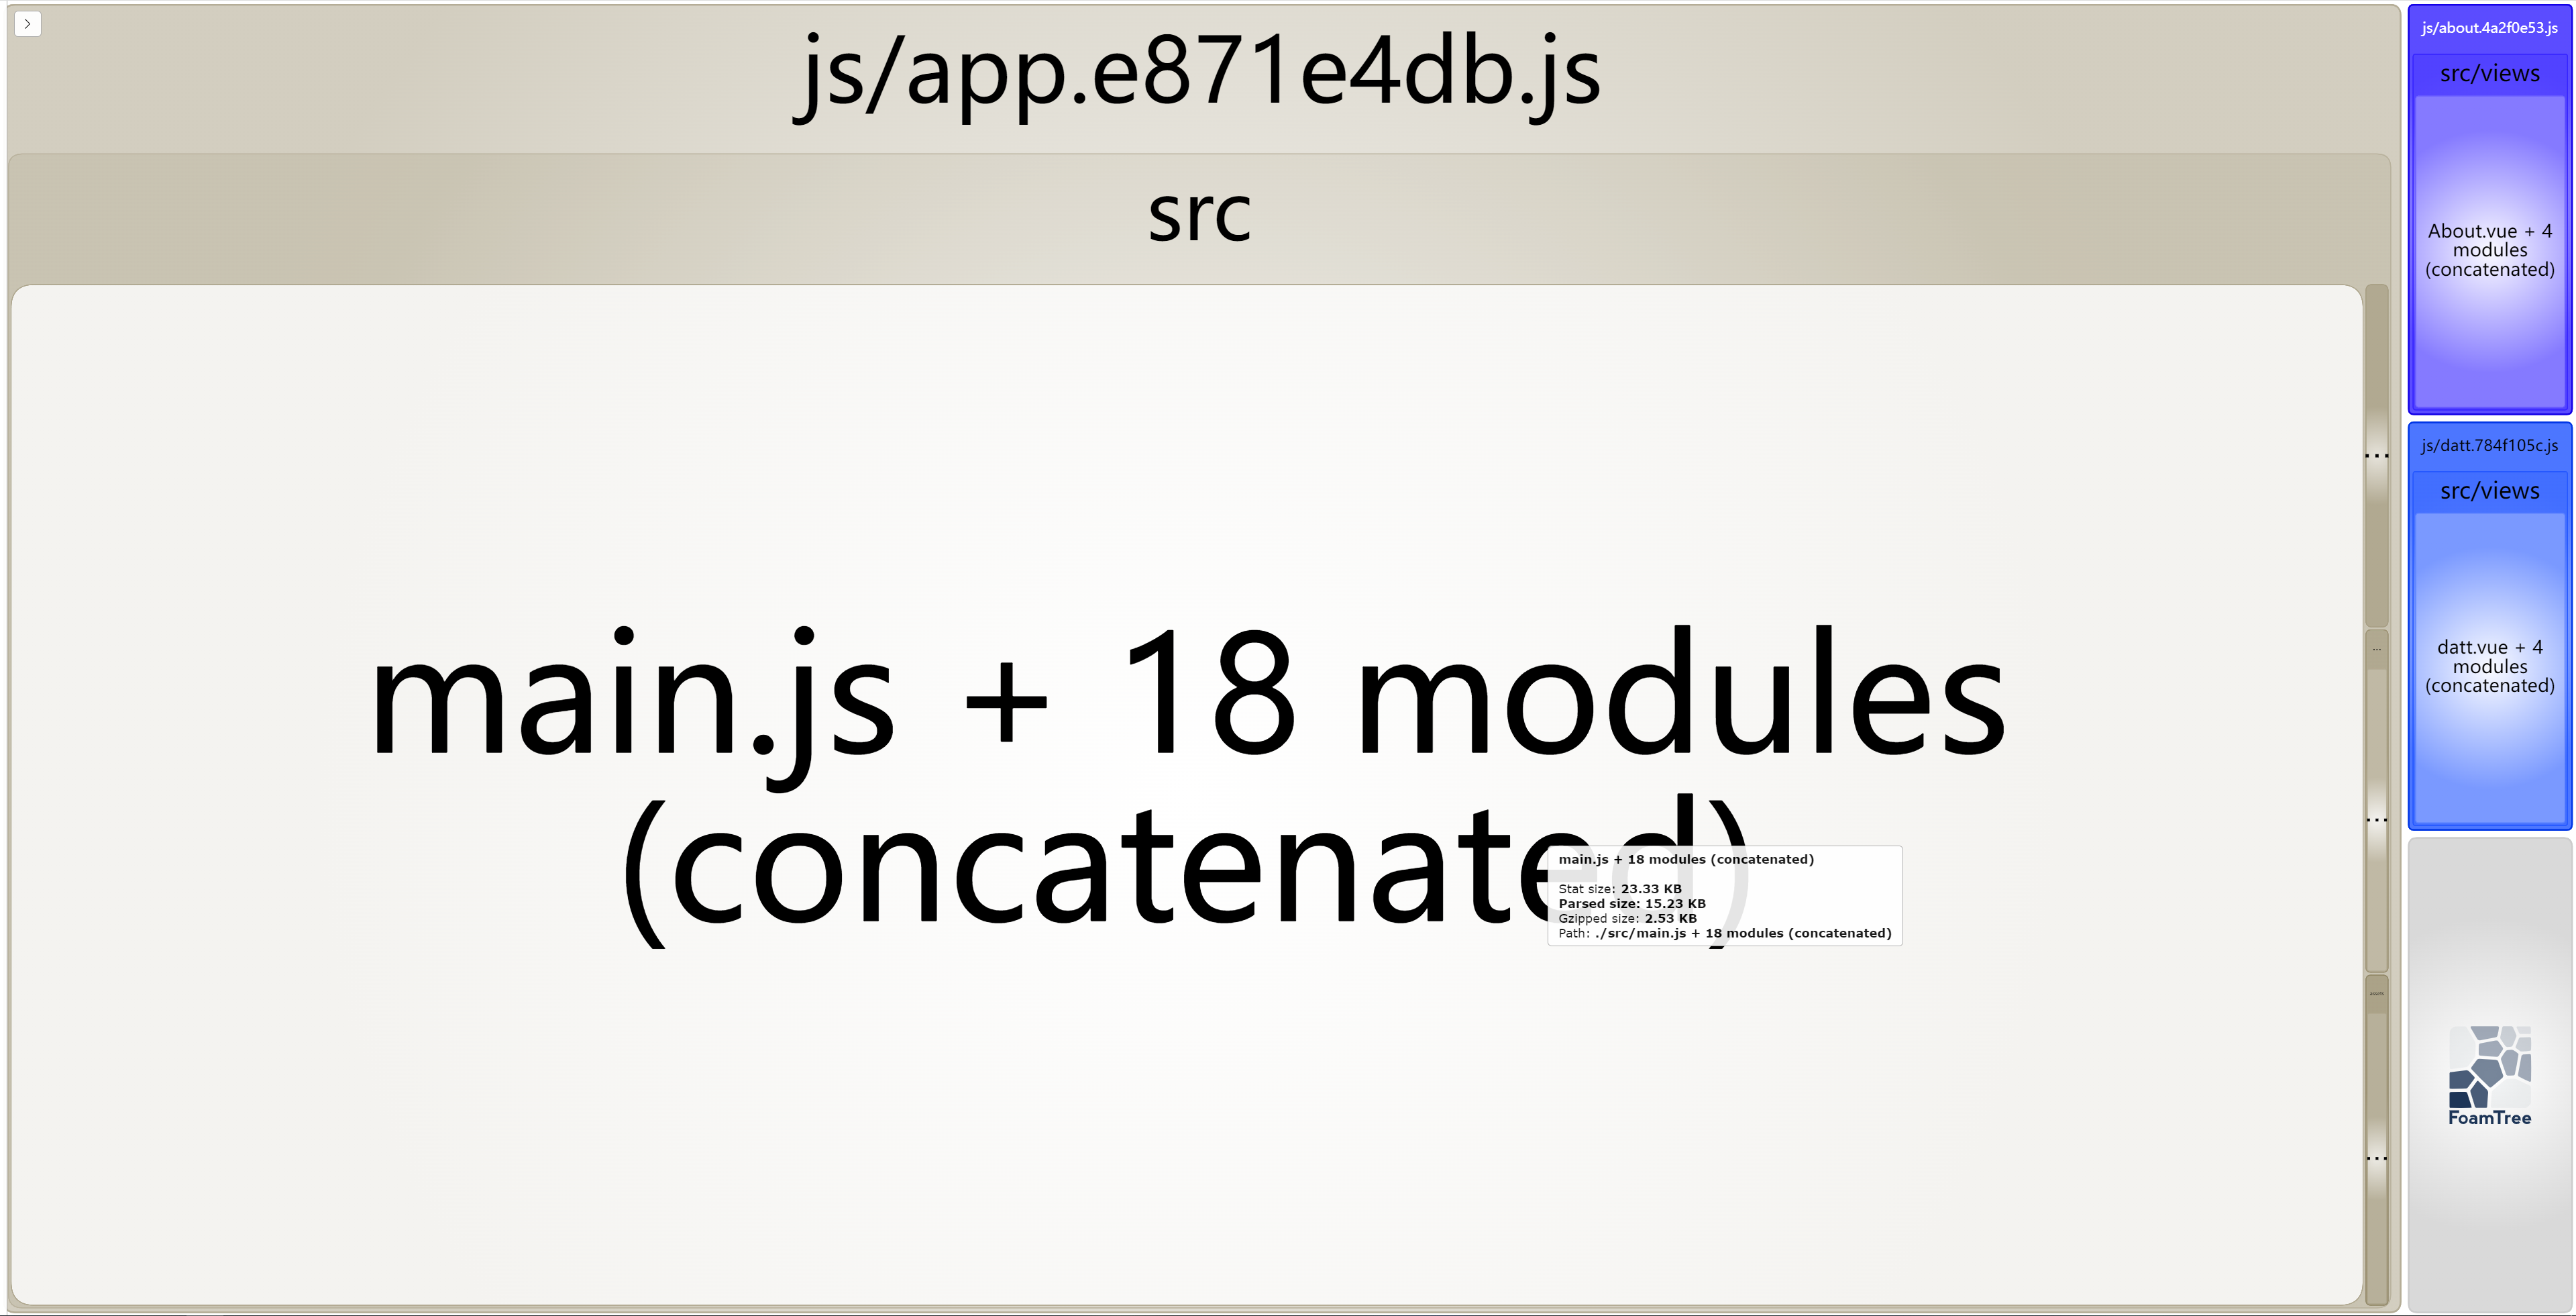 js/app.e871e4db.js
src
main.js + 18 modules
(concatenated)
main.js + 18 modules (concatenated)
Stat size: 23.33 KB
Parsed size: 15.23 KB
Gzipped size: 2.53 KB
Path: ./src/main.js + 18 modules (concatenated)
...
...
...
assets
...
js/about.4a2f0e53.js
src/views
About.vue + 4
modules
(concatenated)
js/datt.784f105c.js
src/views
datt.vue + 4
modules
(concatenated)
FoamTree